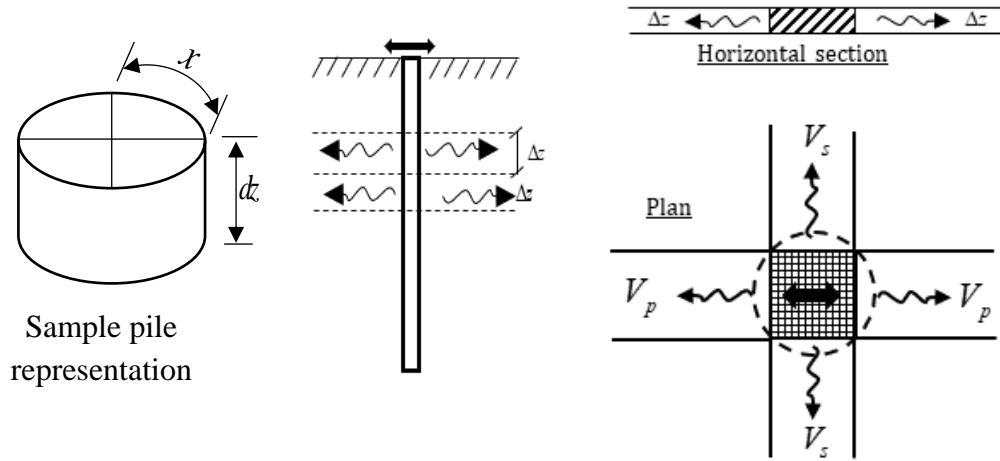 r
dz
Sample pile
representation
Δz
Δz
Δz
Δz
Horizontal section
Plan
V_s
V_p
V_p
V_s